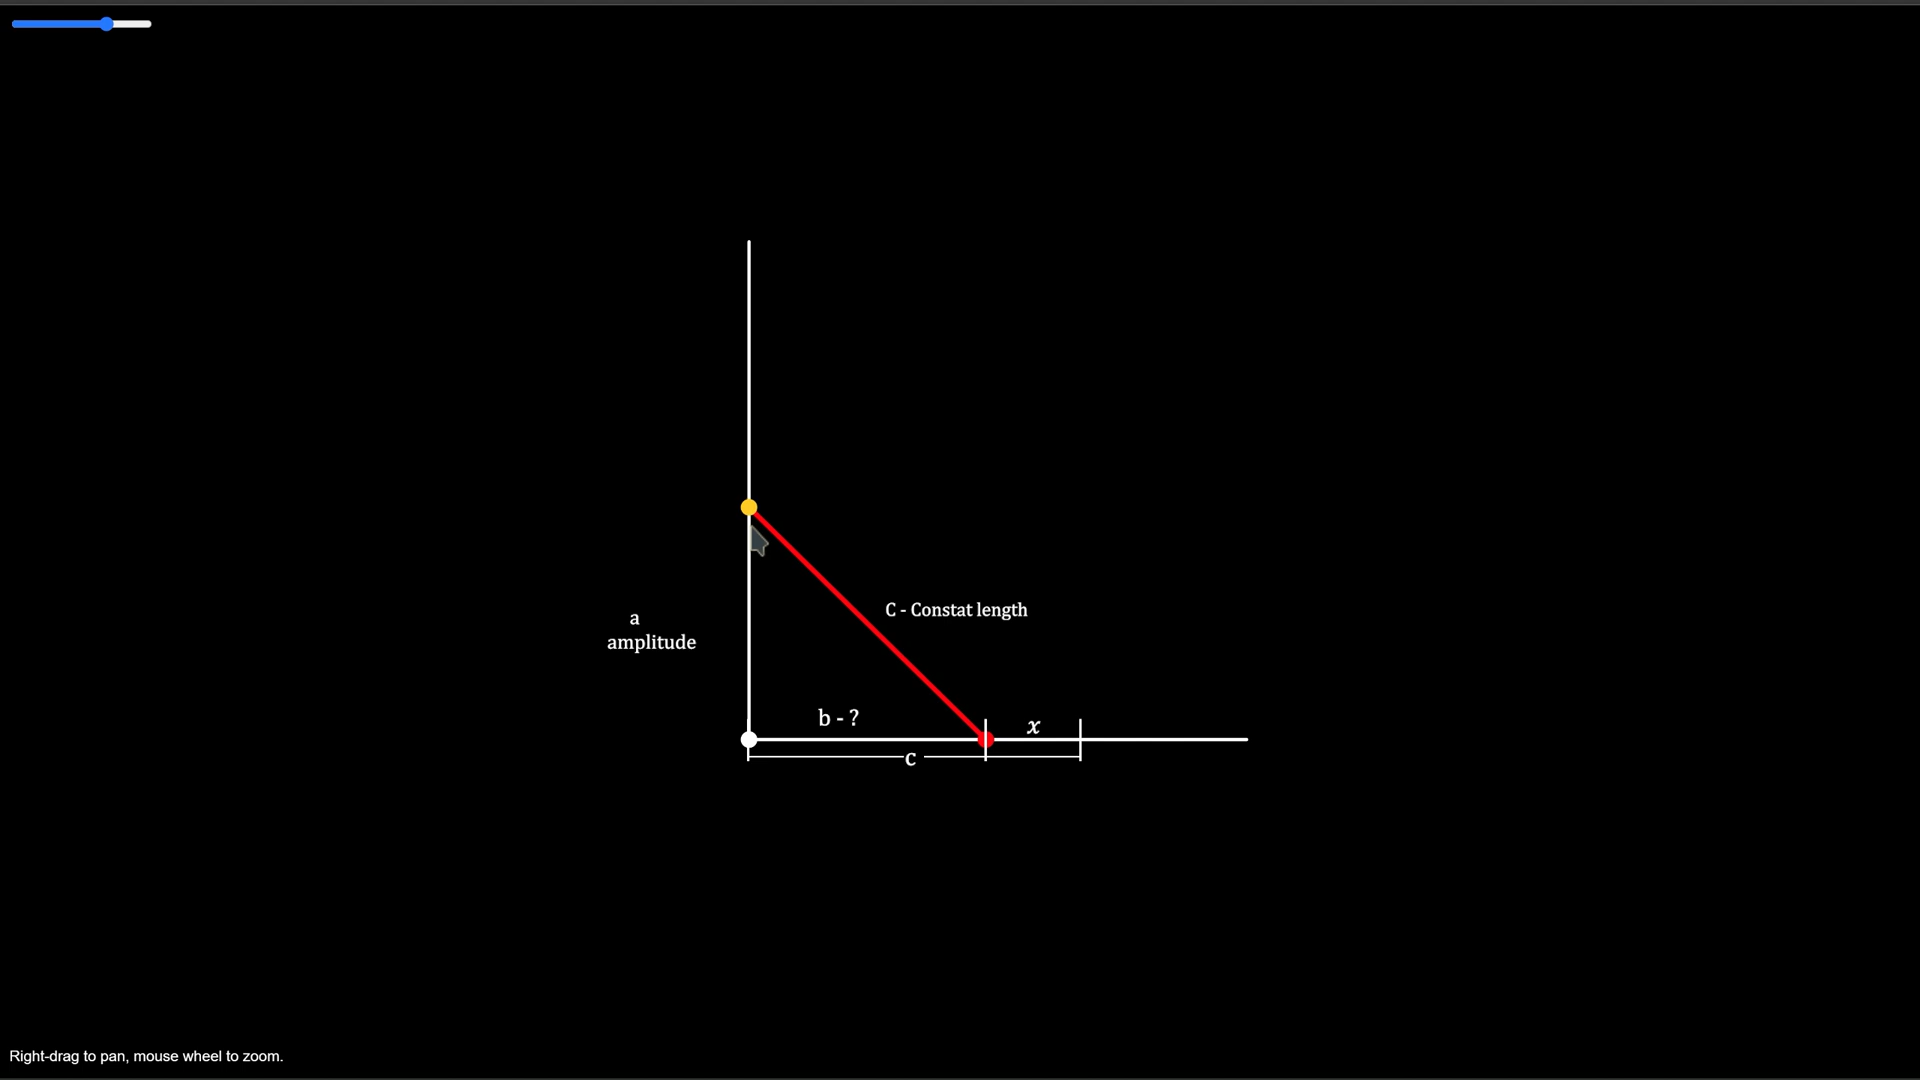 a
amplitude
C - Constat length
b - ?
x
c
Right-drag to pan, mouse wheel to zoom.